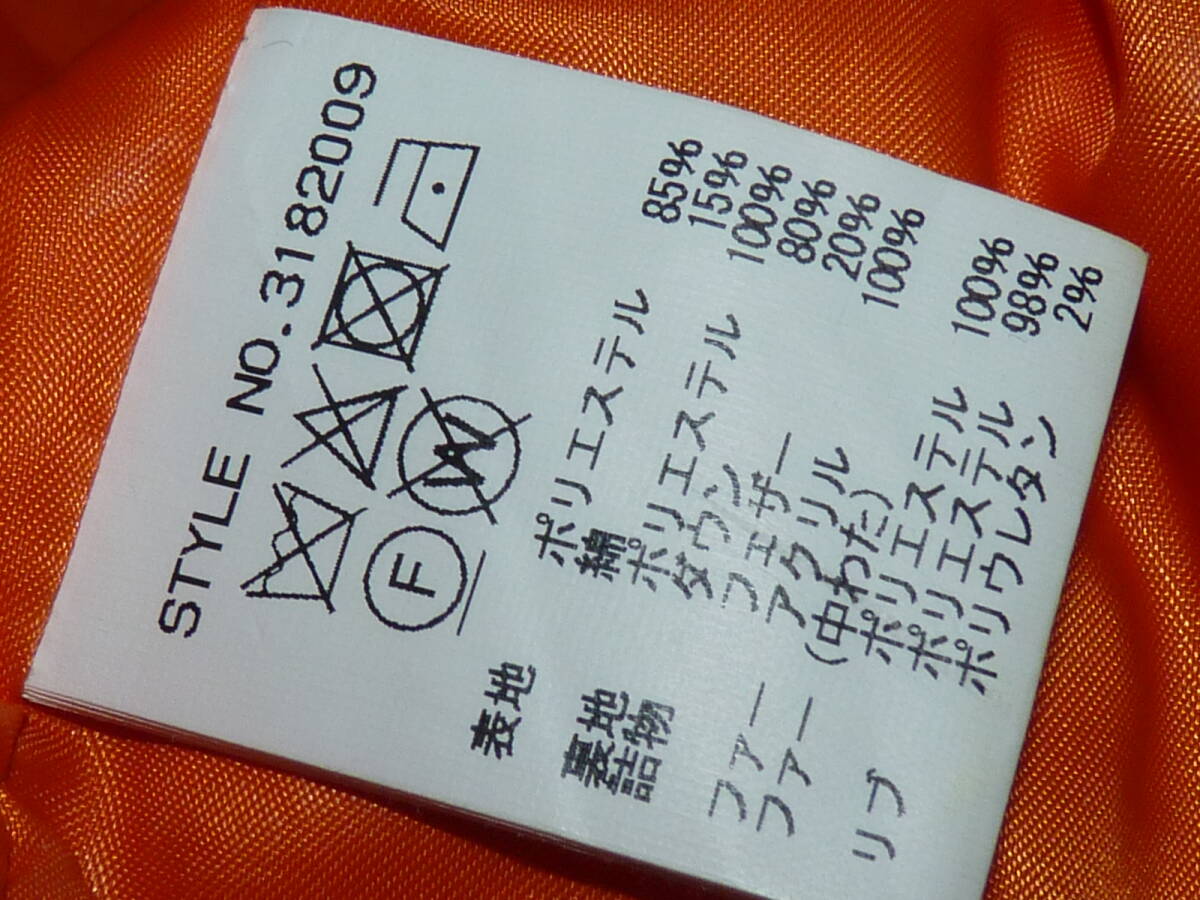 STYLE NO.3182009
F W
表地 ポリエステル 85%
綿 15%
裏地 ポリエステル 100%
詰物 ダウン 80%
フェザー 20%
ファー アクリル 100%
ファー (中わた)
ポリエステル 100%
リブ ポリエステル 98%
ポリウレタン 2%